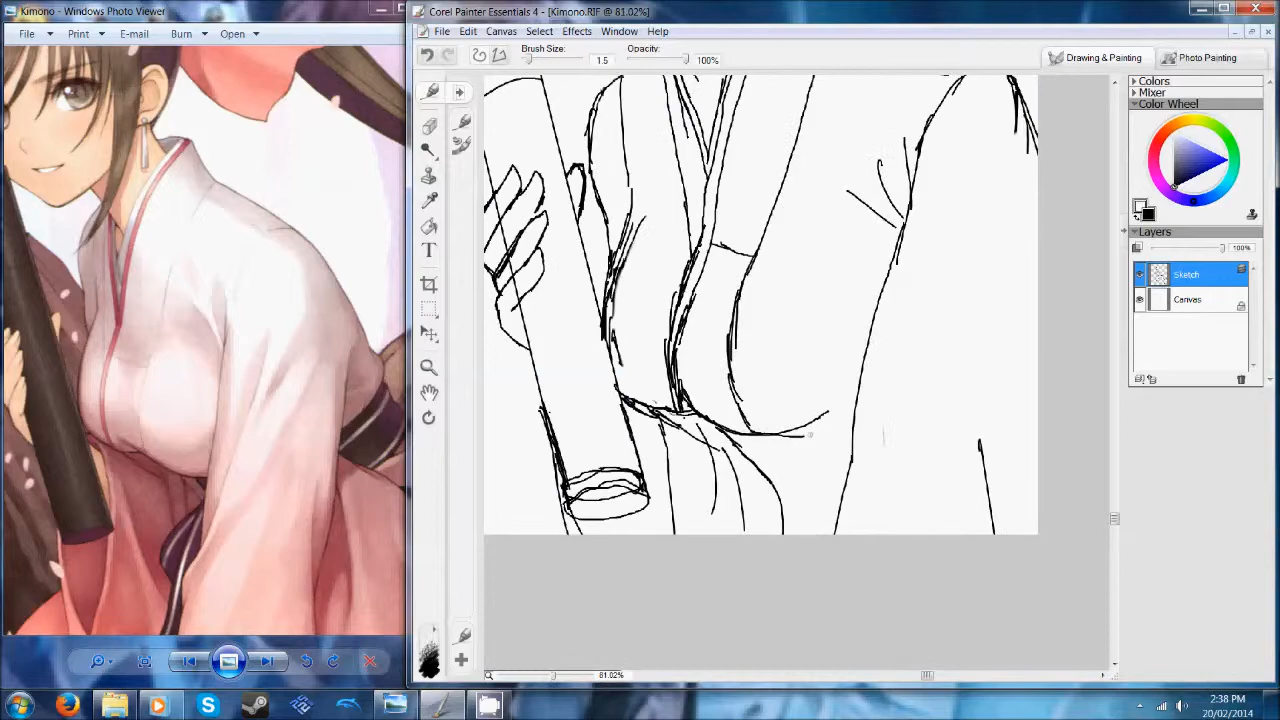 Kimono - Windows Photo Viewer
File Print E-mail Burn Open
Corel Painter Essentials 4 - [Kimono.RIF @ 81.02%]
File Edit Canvas Select Effects Window Help
Brush Size: 1.5 Opacity: 100%
Drawing & Painting Photo Painting
Colors
Mixer
Color Wheel
Layers
100%
Sketch
Canvas
T
81.02%
2:38 PM
20/02/2014